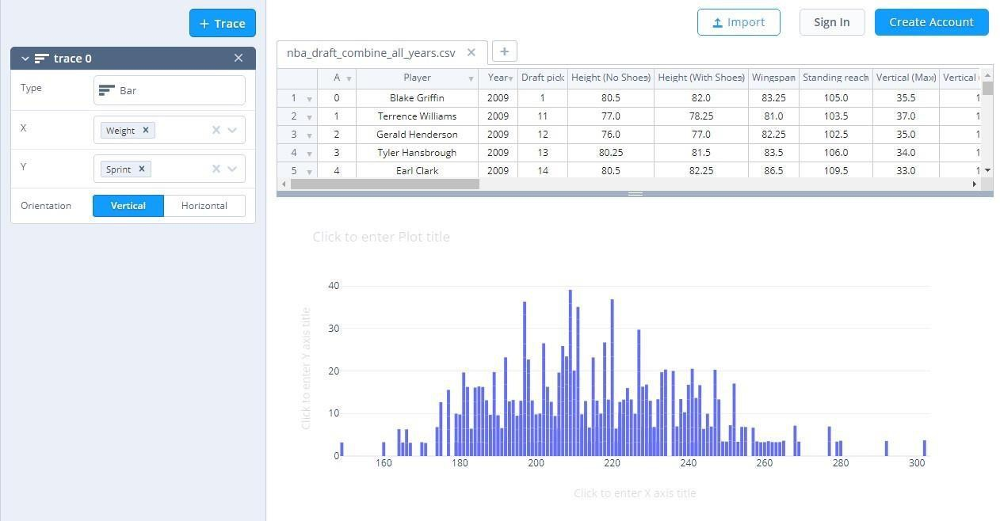 + Trace
Import
Sign In
Create Account
trace 0
Type
Bar
X
Weight
Y
Sprint
Orientation
Vertical
Horizontal
nba_draft_combine_all_years.csv
+
A Player Year Draft pick Height (No Shoes) Height (With Shoes) Wingspan Standing reach Vertical (Max) Vertical
1 0 Blake Griffin 2009 1 80.5 82.0 83.25 105.0 35.5 1
2 1 Terrence Williams 2009 11 77.0 78.25 81.0 103.5 37.0 1
3 2 Gerald Henderson 2009 12 76.0 77.0 82.25 102.5 35.0 1
4 3 Tyler Hansbrough 2009 13 80.25 81.5 83.5 106.0 34.0 1
5 4 Earl Clark 2009 14 80.5 82.25 86.5 109.5 33.0 1
Click to enter Plot title
40
30
20
10
0
Click to enter Y axis title
160 180 200 220 240 260 280 300
Click to enter X axis title